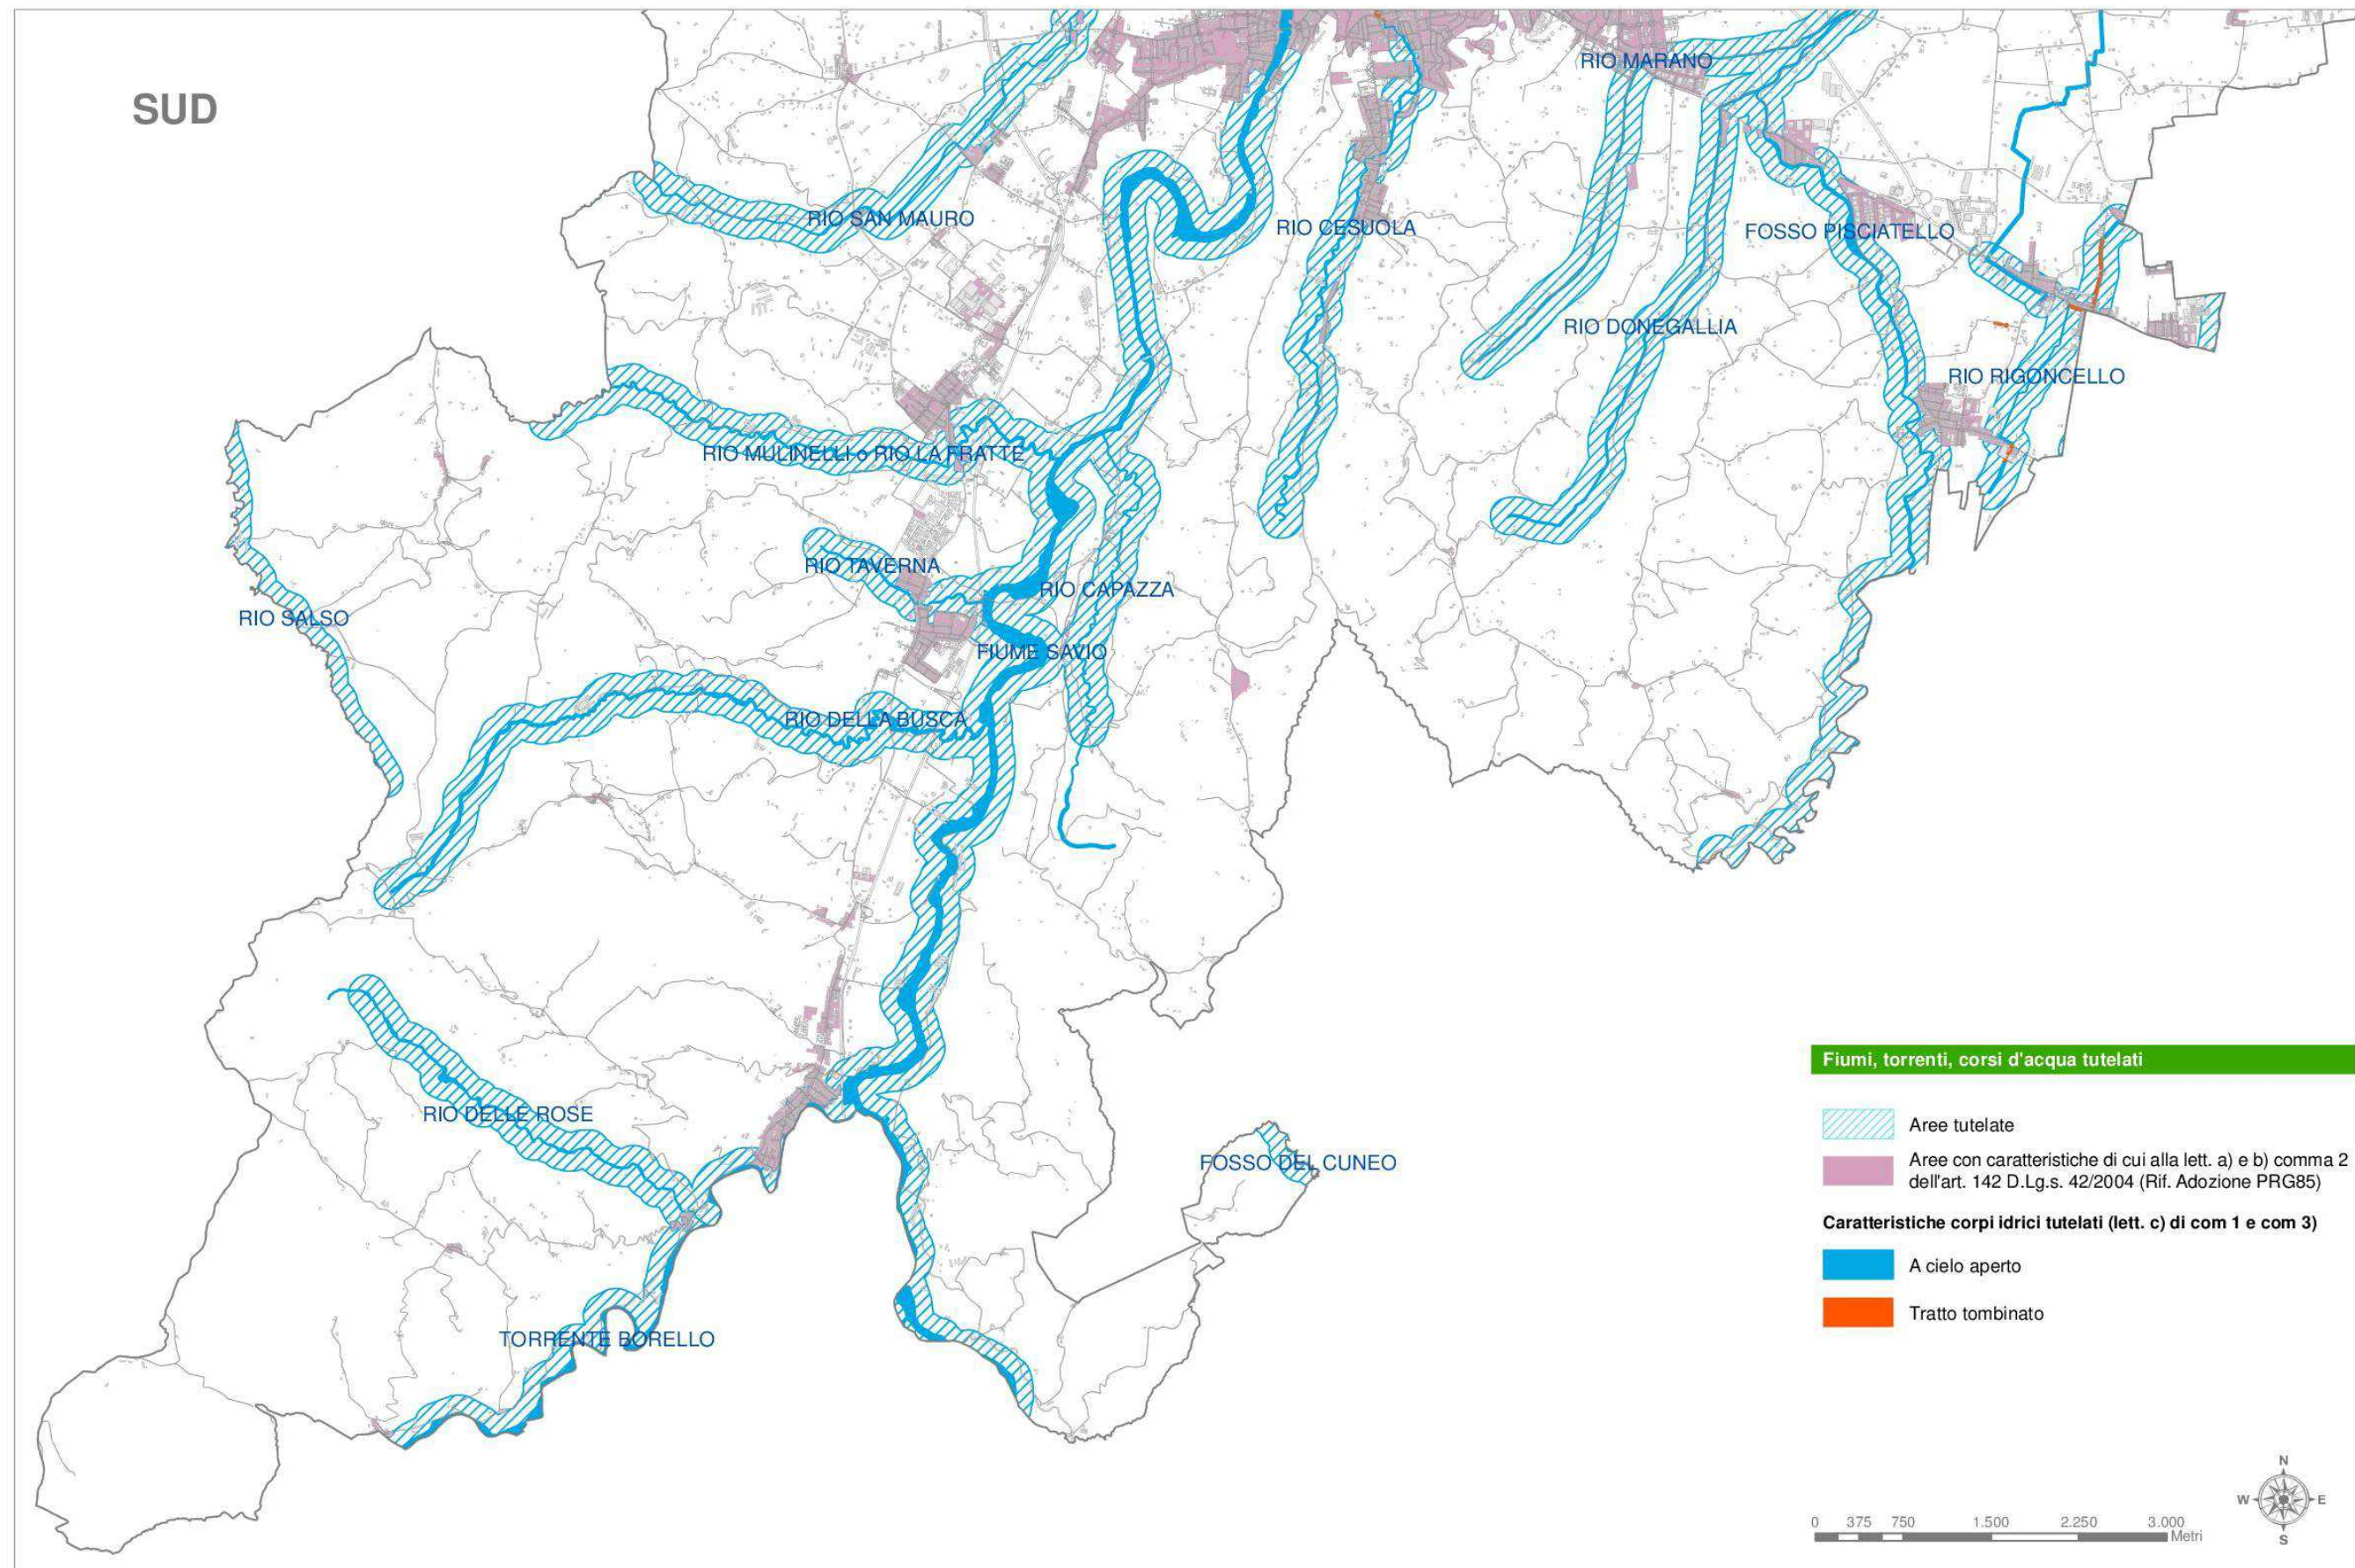 SUD
RIO MARANO
RIO SAN MAURO
RIO CESUOLA
FOSSO PISCIATELLO
RIO DONEGALLIA
RIO RIGONCELLO
RIO MULINELLI o RIO LA FRATTE
RIO TAVERNA
RIO CAPAZZA
RIO SALSO
FIUME SAVIO
RIO DELLA BUSCA
RIO DELLE ROSE
FOSSO DEL CUNEO
TORRENTE BORELLO
Fiumi, torrenti, corsi d'acqua tutelati
Aree tutelate
Aree con caratteristiche di cui alla lett. a) e b) comma 2
dell'art. 142 D.Lg.s. 42/2004 (Rif. Adozione PRG85)
Caratteristiche corpi idrici tutelati (lett. c) di com 1 e com 3)
A cielo aperto
Tratto tombinato
N
W E
S
0 375 750 1.500 2.250 3.000
Metri